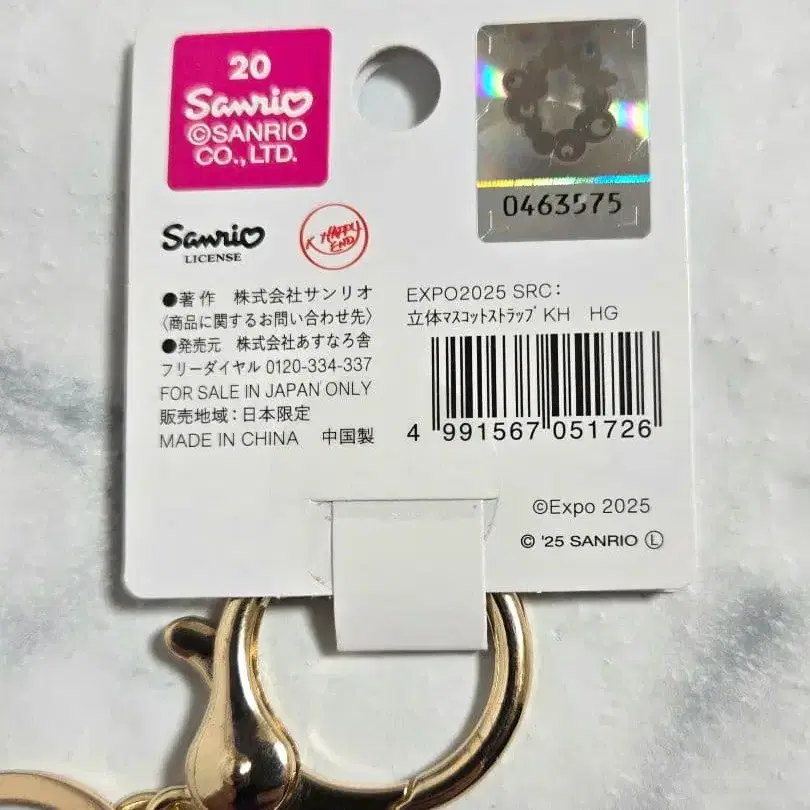 20
Sanrio
©SANRIO
CO., LTD.
0463575
Sanrio
LICENSE
K HAPPY
END
●著作 株式会社サンリオ
〈商品に関するお問い合わせ先〉
●発売元 株式会社あすなろ舎
フリーダイヤル 0120-334-337
FOR SALE IN JAPAN ONLY
販売地域：日本限定
MADE IN CHINA 中国製
EXPO2025 SRC：
立体ﾏｽｺｯﾄｽﾄﾗｯﾌﾟ KH HG
4 991567 051726
©Expo 2025
© '25 SANRIO Ⓛ